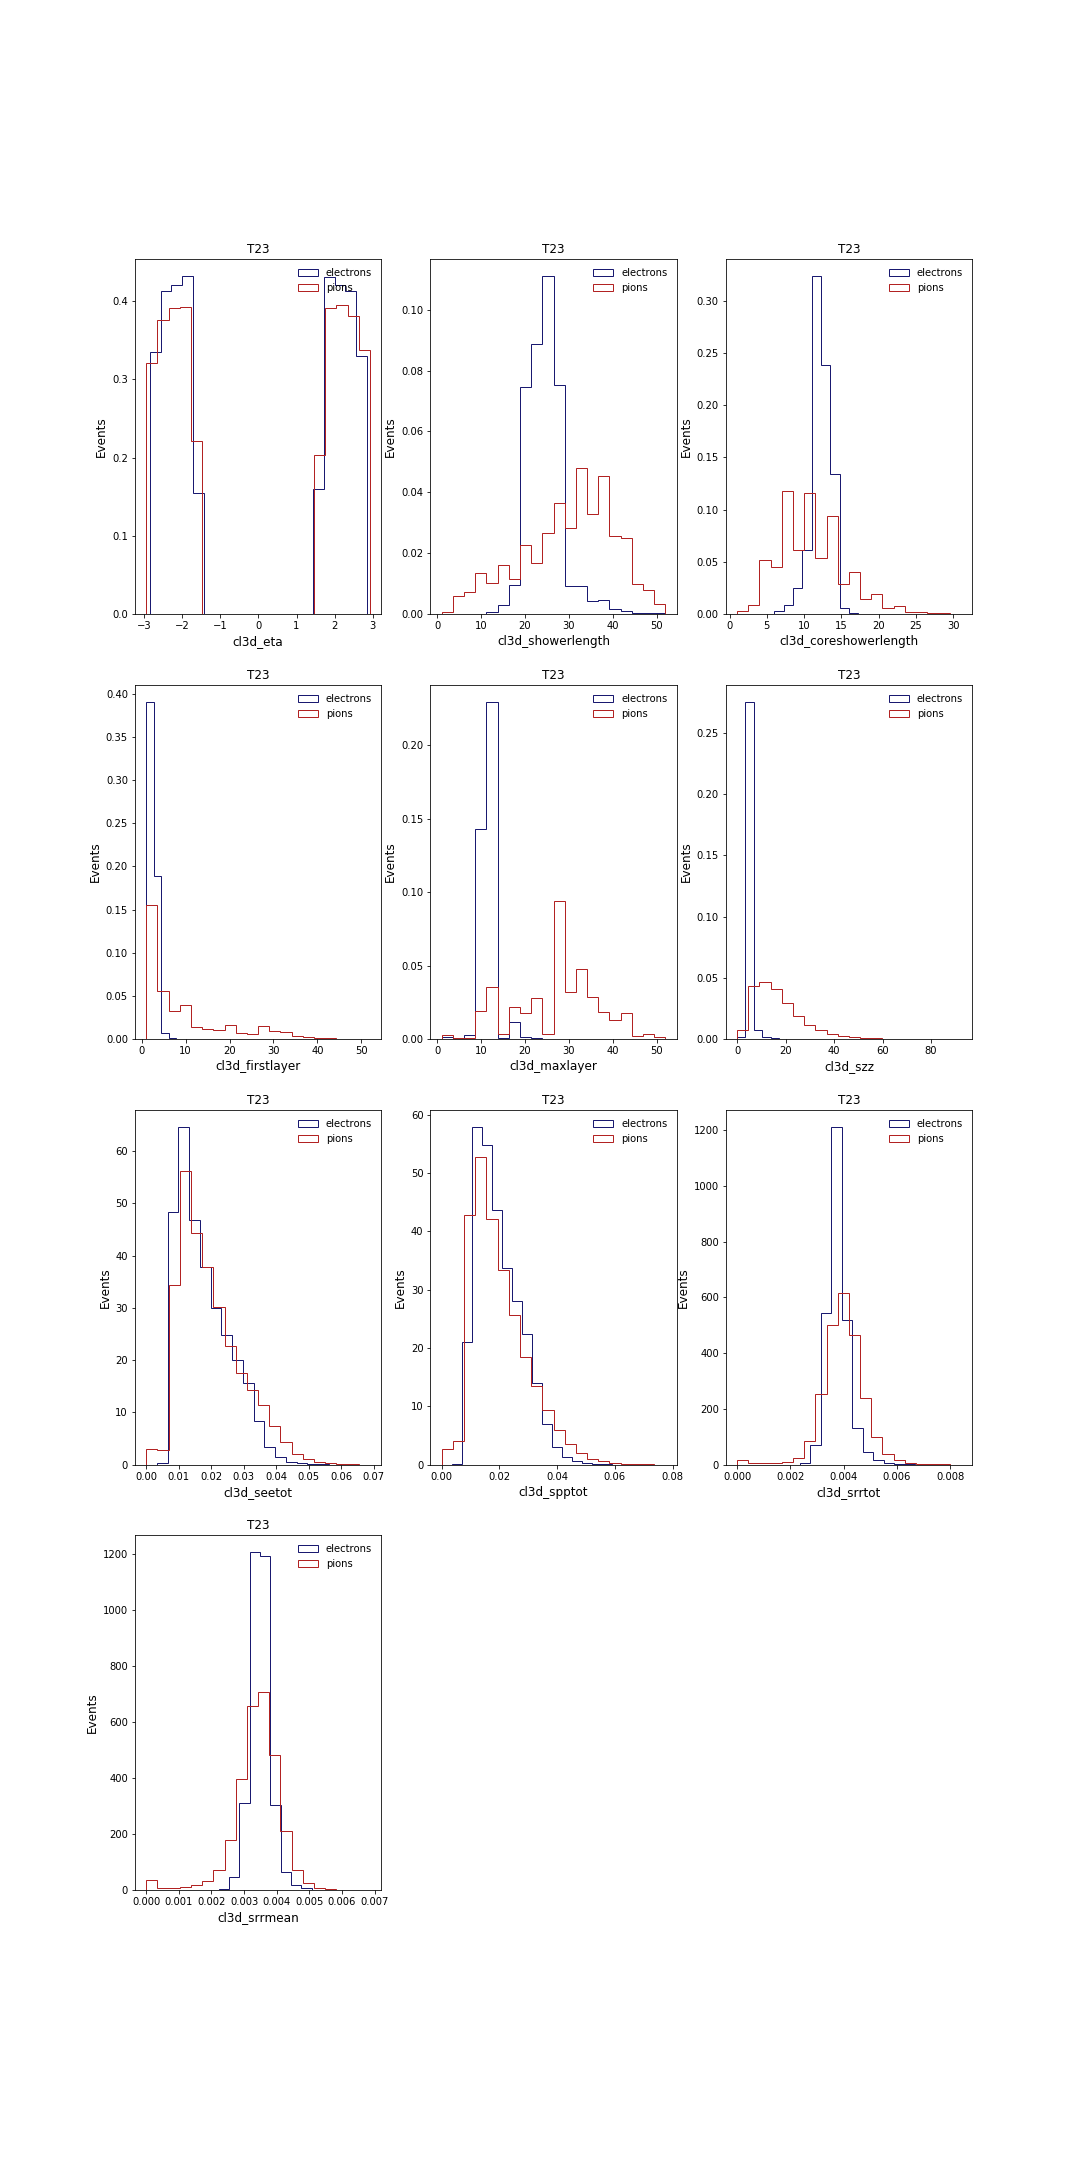 T23
electrons
pions
0.4
0.3
0.2
0.1
0.0
Events
−3 −2 −1 0 1 2 3
cl3d_eta
T23
electrons
pions
0.10
0.08
0.06
0.04
0.02
0.00
Events
0 10 20 30 40 50
cl3d_showerlength
T23
electrons
pions
0.30
0.25
0.20
0.15
0.10
0.05
0.00
Events
0 5 10 15 20 25 30
cl3d_coreshowerlength
T23
electrons
pions
0.40
0.35
0.30
0.25
0.20
0.15
0.10
0.05
0.00
Events
0 10 20 30 40 50
cl3d_firstlayer
T23
electrons
pions
0.20
0.15
0.10
0.05
0.00
Events
0 10 20 30 40 50
cl3d_maxlayer
T23
electrons
pions
0.25
0.20
0.15
0.10
0.05
0.00
Events
0 20 40 60 80
cl3d_szz
T23
electrons
pions
60
50
40
30
20
10
0
Events
0.00 0.01 0.02 0.03 0.04 0.05 0.06 0.07
cl3d_seetot
T23
electrons
pions
60
50
40
30
20
10
0
Events
0.00 0.02 0.04 0.06 0.08
cl3d_spptot
T23
electrons
pions
1200
1000
800
600
400
200
0
Events
0.000 0.002 0.004 0.006 0.008
cl3d_srrtot
T23
electrons
pions
1200
1000
800
600
400
200
0
Events
0.000 0.001 0.002 0.003 0.004 0.005 0.006 0.007
cl3d_srrmean